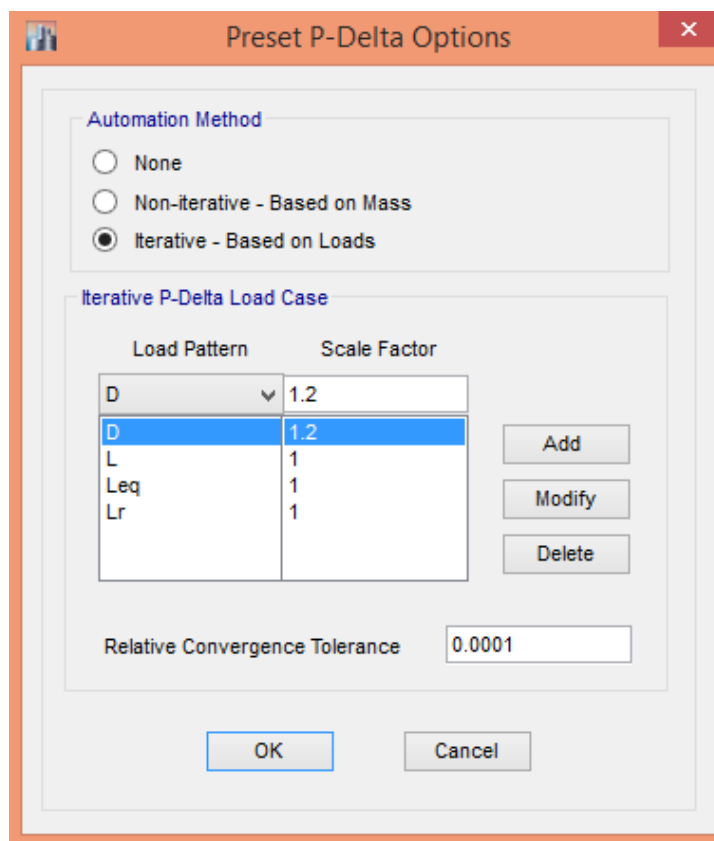 Preset P-Delta Options
Automation Method
None
Non-iterative - Based on Mass
Iterative - Based on Loads
Iterative P-Delta Load Case
Load Pattern Scale Factor
D 1.2
D 1.2
L 1
Leq 1
Lr 1
Add
Modify
Delete
Relative Convergence Tolerance 0.0001
OK Cancel